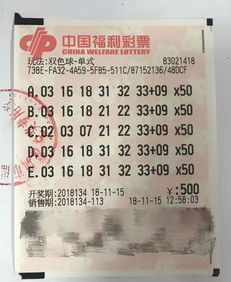 中国福利彩票
CHINA WELFARE LOTTERY
玩法:双色球-单式 83021418
738E-FA32-4A59-5F85-511C/87152136/48DCF
A.03 16 18 31 32 33+09 x50
B.03 16 18 21 22 33+09 x50
C.02 03 07 21 22 33+09 x50
D.03 16 18 31 32 33+09 x50
E.03 16 18 31 32 33+09 x50
开奖期:2018134 18-11-15 ¥:500
销售期:2018134-113 18-11-15 12:58:03